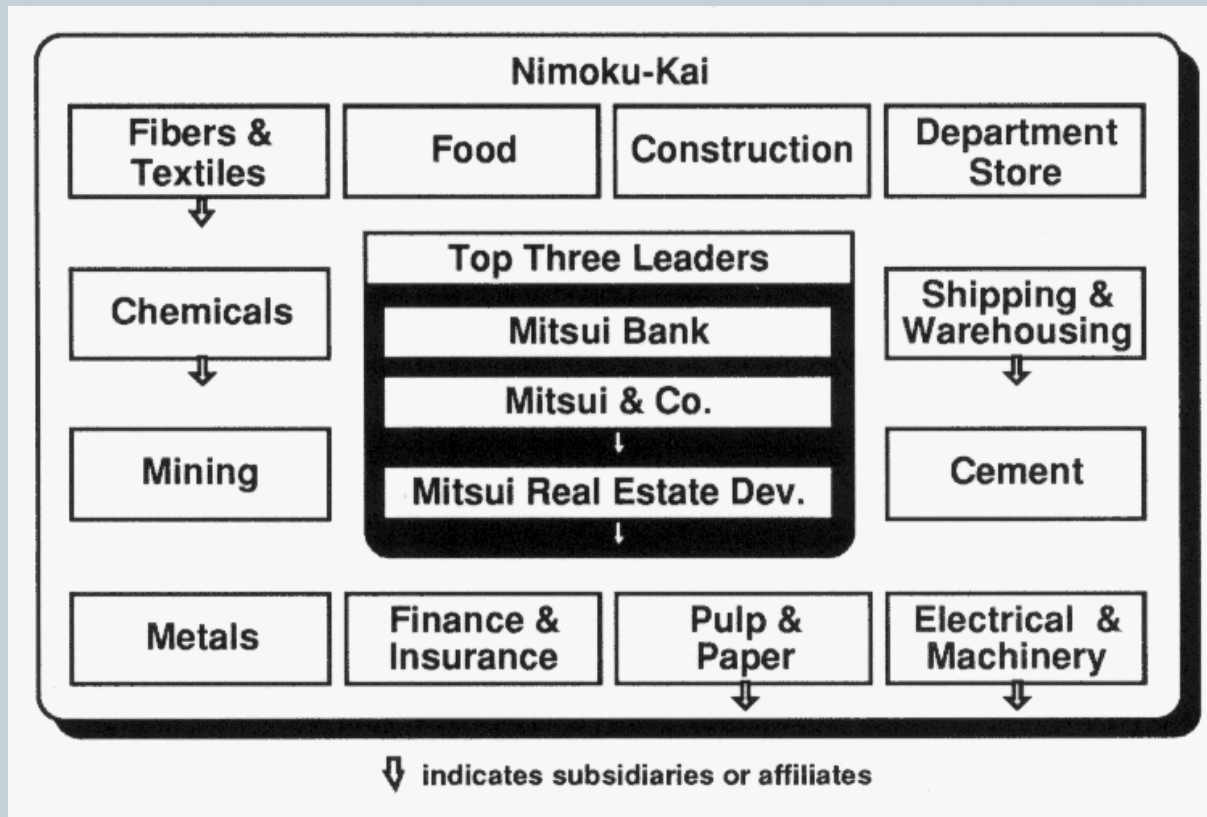 Nimoku-Kai
Fibers &
Textiles
Food
Construction
Department
Store
Top Three Leaders
Mitsui Bank
Mitsui & Co.
Mitsui Real Estate Dev.
Chemicals
Shipping &
Warehousing
Mining
Cement
Metals
Finance &
Insurance
Pulp &
Paper
Electrical &
Machinery
indicates subsidiaries or affiliates